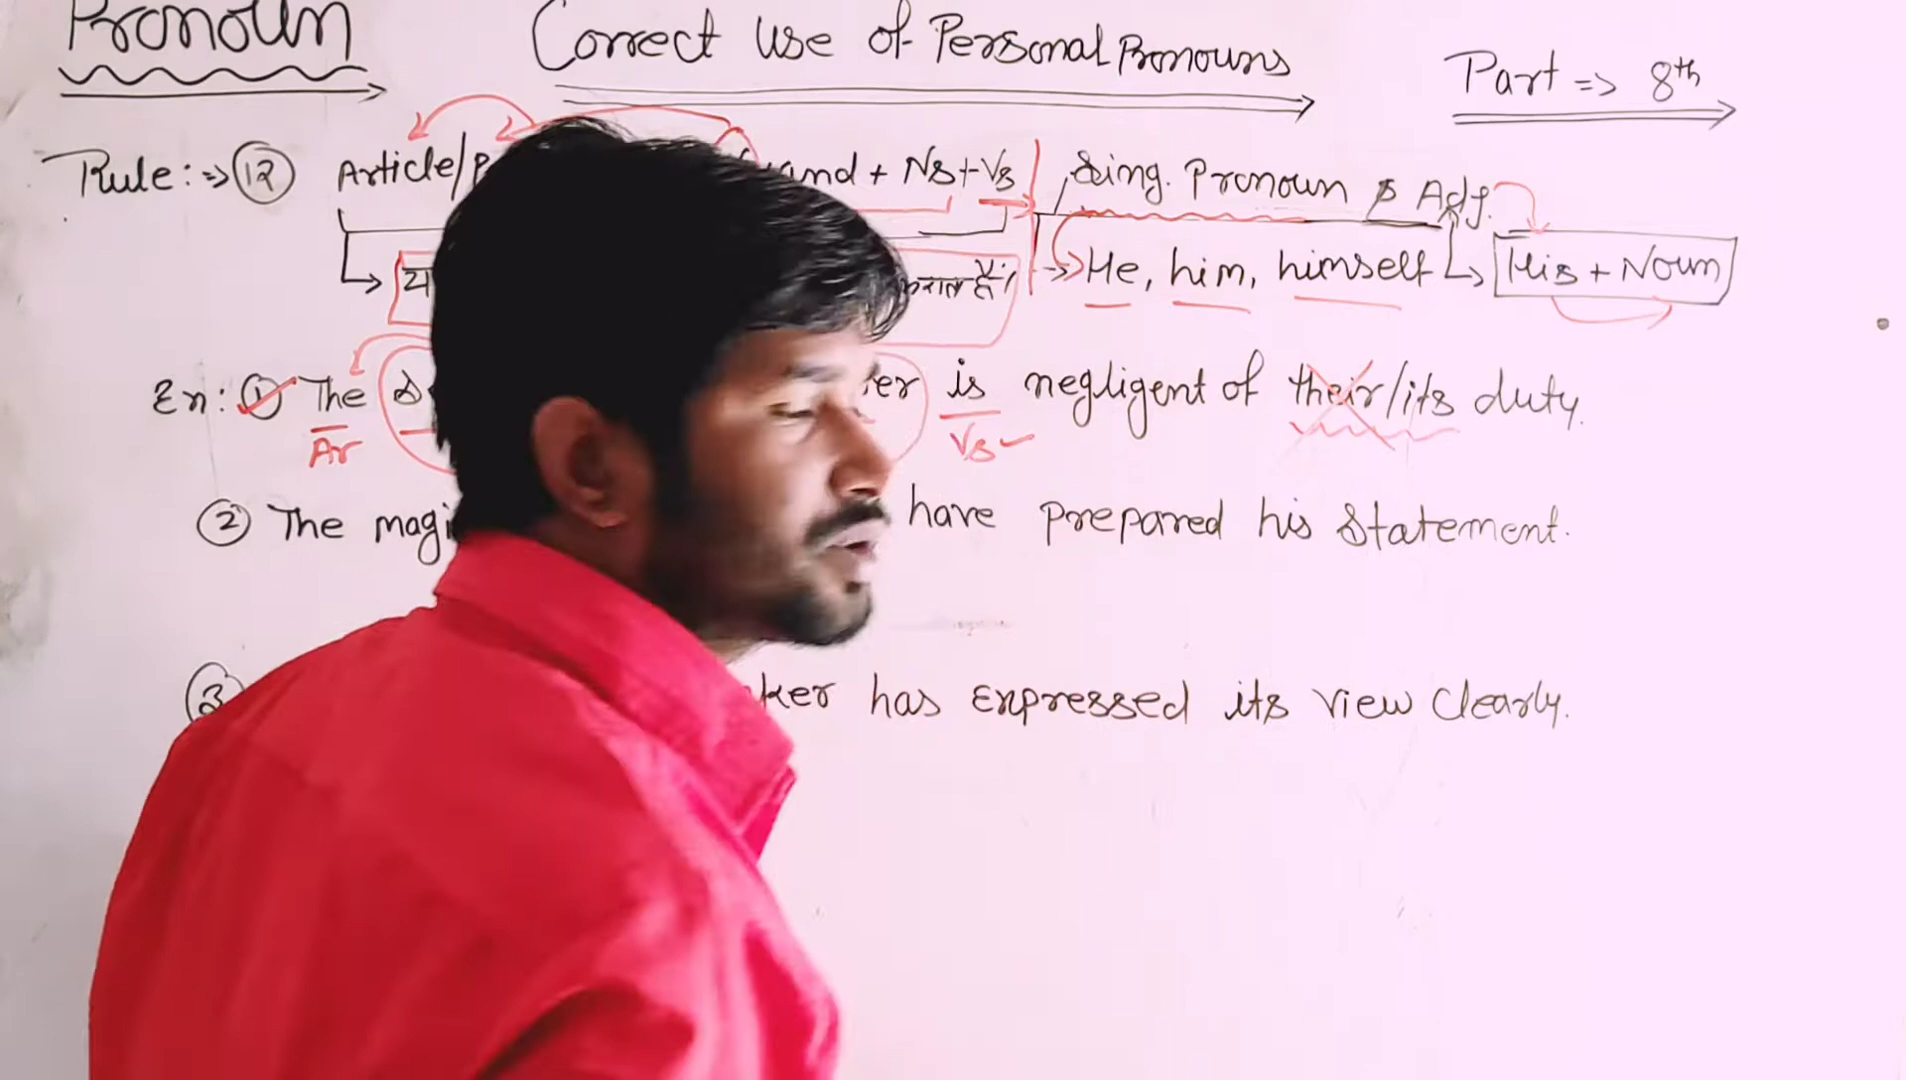 Pronoun
Correct use of Personal Pronouns
Part => 8th
Rule: => 12 Article/ and + Ns + Vs Sing. Pronoun & Adj.
He, him, himself His + Noun
Ex: 1 The is negligent of their/its duty.
Ar Vs
2 The have prepared his statement.
3 has expressed its view clearly.